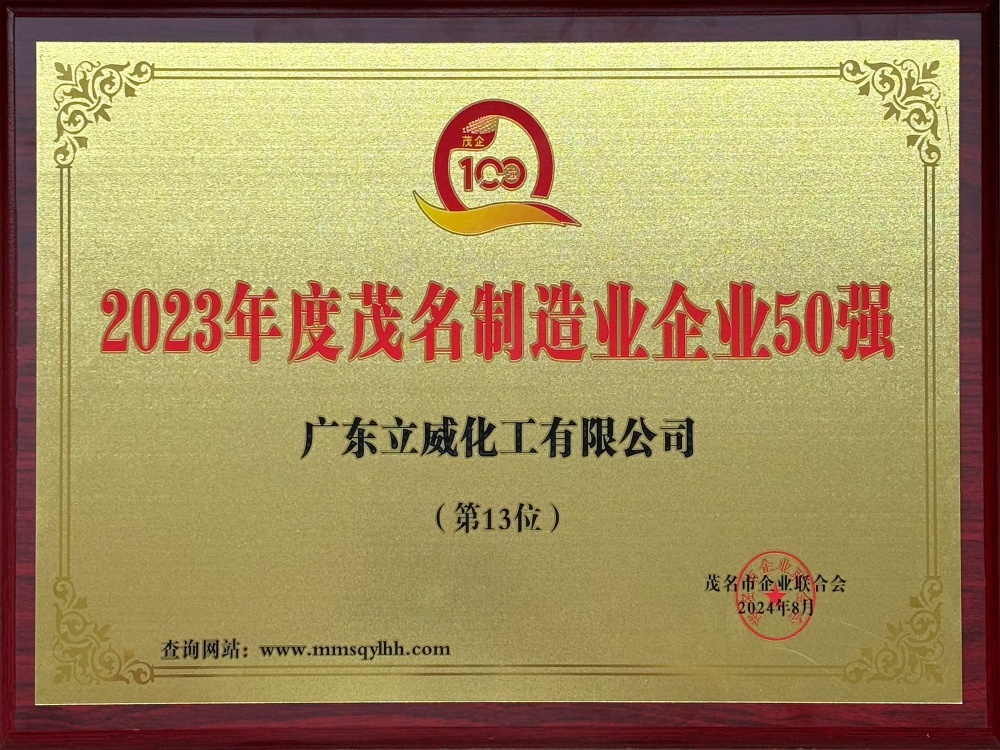 茂企
100
2023年度茂名制造业企业50强
广东立威化工有限公司
（第13位）
茂名市企业联合会
2024年8月
查询网站：www.mmsqylhh.com